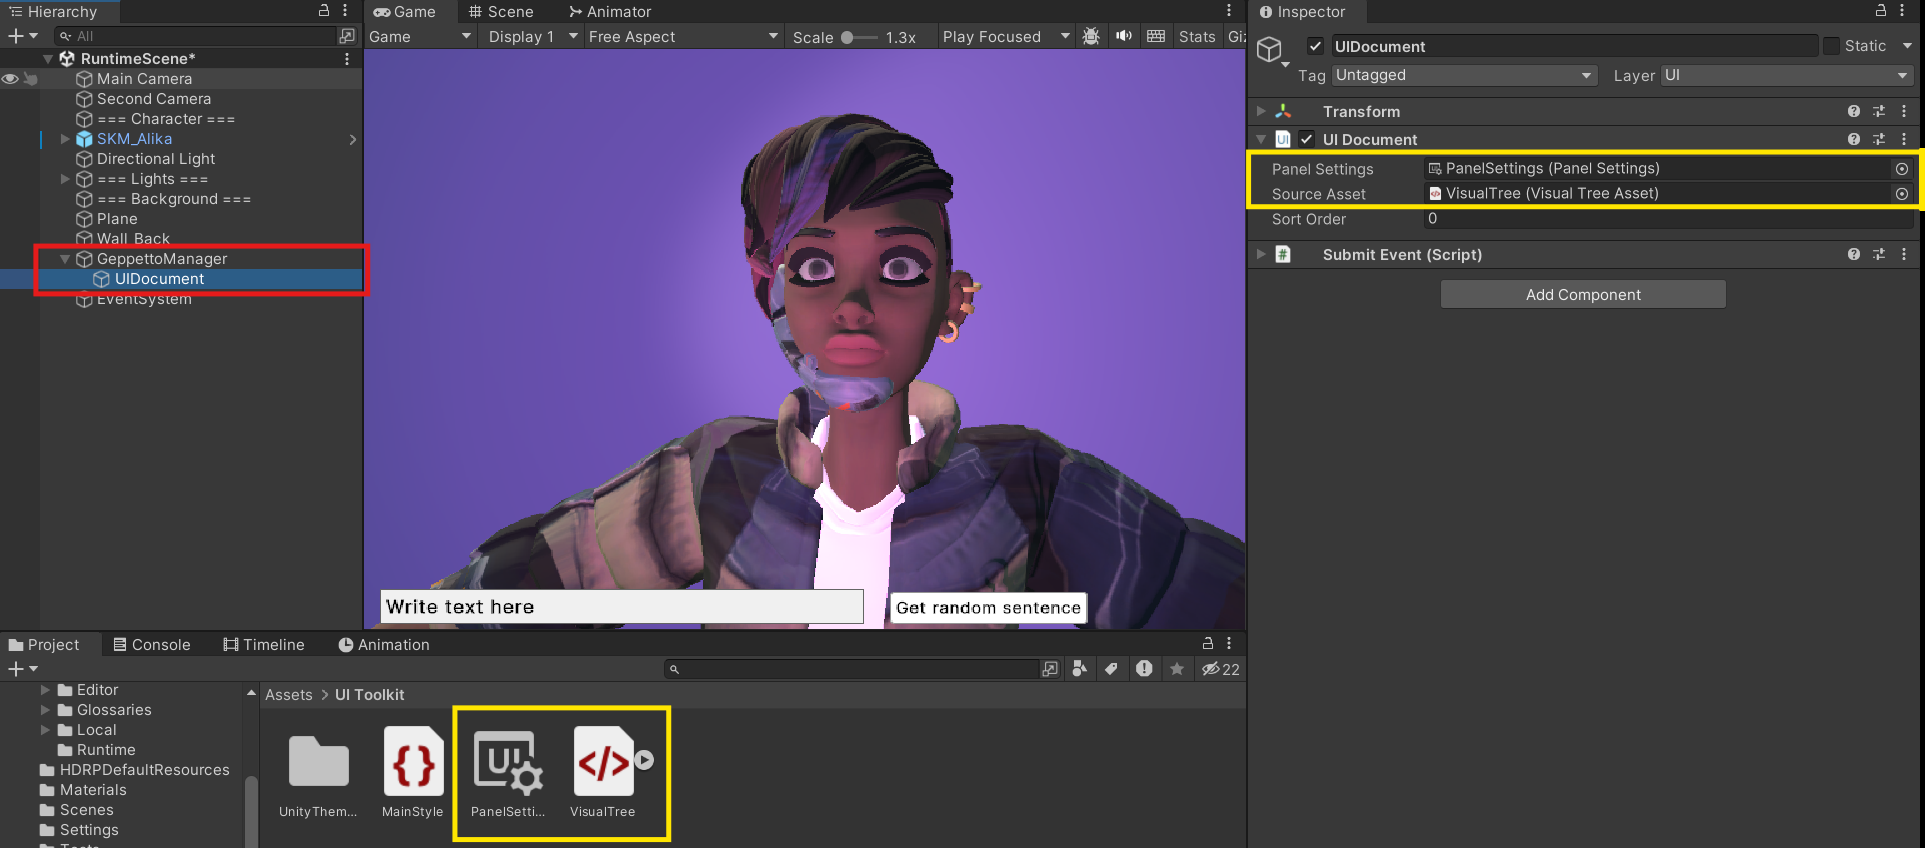 Hierarchy
All
RuntimeScene*
Main Camera
Second Camera
=== Character ===
SKM_Alika
Directional Light
=== Lights ===
=== Background ===
Plane
Wall Back
GeppettoManager
UIDocument
EventSystem
Game Scene Animator
Game Display 1 Free Aspect Scale 1.3x Play Focused Stats Giz
Write text here
Get random sentence
Inspector
UIDocument Static
Tag Untagged Layer UI
Transform
UI UI Document
Panel Settings PanelSettings (Panel Settings)
Source Asset VisualTree (Visual Tree Asset)
Sort Order 0
# Submit Event (Script)
Add Component
Project Console Timeline Animation
22
Editor
Glossaries
Local
Runtime
HDRPDefaultResources
Materials
Scenes
Settings
Assets > UI Toolkit
{} UI </>
UnityThem... MainStyle PanelSetti... VisualTree